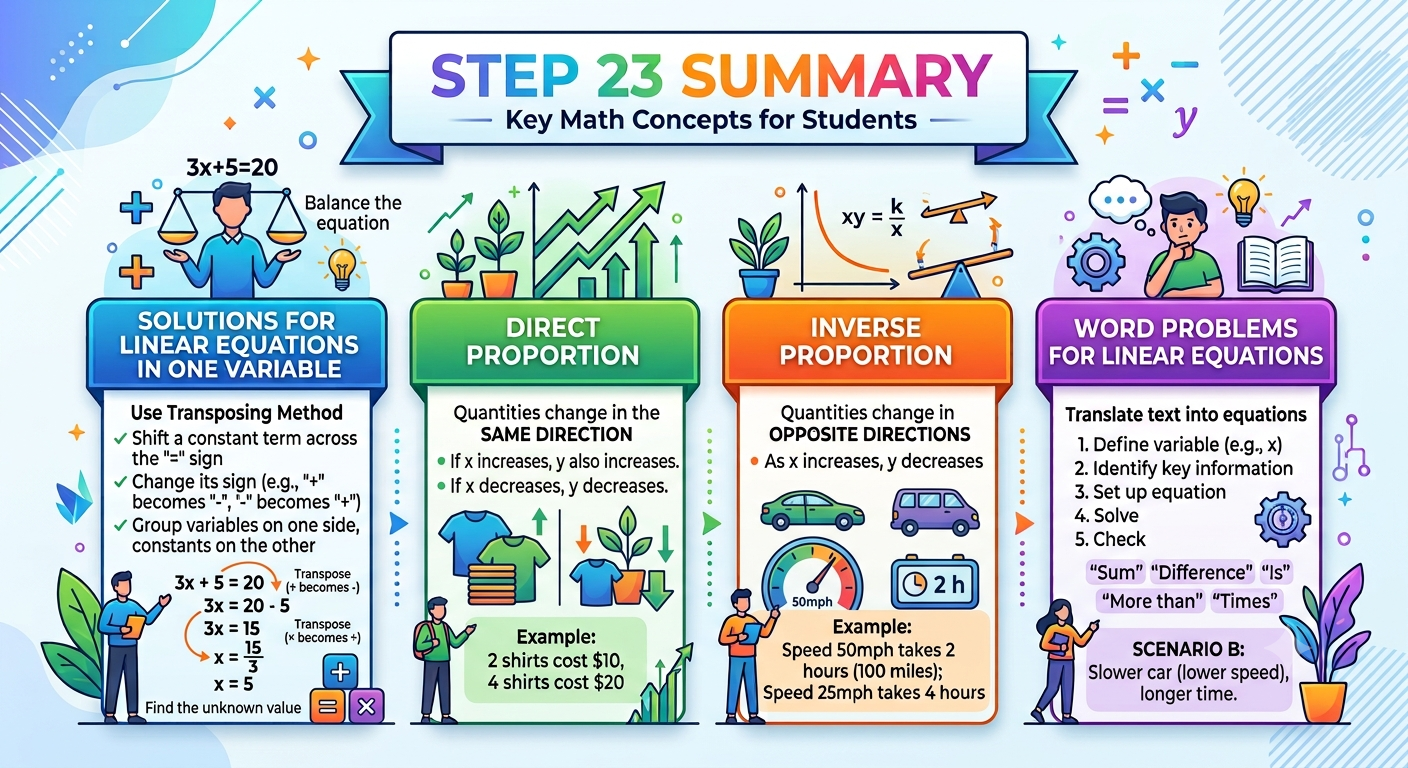 STEP 23 SUMMARY
Key Math Concepts for Students
3x+5=20
Balance the
equation
SOLUTIONS FOR
LINEAR EQUATIONS
IN ONE VARIABLE
Use Transposing Method
✓ Shift a constant term across
the "=" sign
✓ Change its sign (e.g., "+"
becomes "-", "-" becomes "+")
✓ Group variables on one side,
constants on the other
3x + 5 = 20
Transpose
(+ becomes -)
3x = 20 - 5
3x = 15
Transpose
(× becomes ÷)
x = 15/3
x = 5
Find the unknown value
DIRECT
PROPORTION
Quantities change in the
SAME DIRECTION
• If x increases, y also increases.
• If x decreases, y decreases.
Example:
2 shirts cost $10,
4 shirts cost $20
xy = k/x
INVERSE
PROPORTION
Quantities change in
OPPOSITE DIRECTIONS
• As x increases, y decreases
50mph
2 h
Example:
Speed 50mph takes 2
hours (100 miles);
Speed 25mph takes 4 hours
= y
WORD PROBLEMS
FOR LINEAR EQUATIONS
Translate text into equations
1. Define variable (e.g., x)
2. Identify key information
3. Set up equation
4. Solve
5. Check
"Sum" "Difference" "Is"
"More than" "Times"
SCENARIO B:
Slower car (lower speed),
longer time.